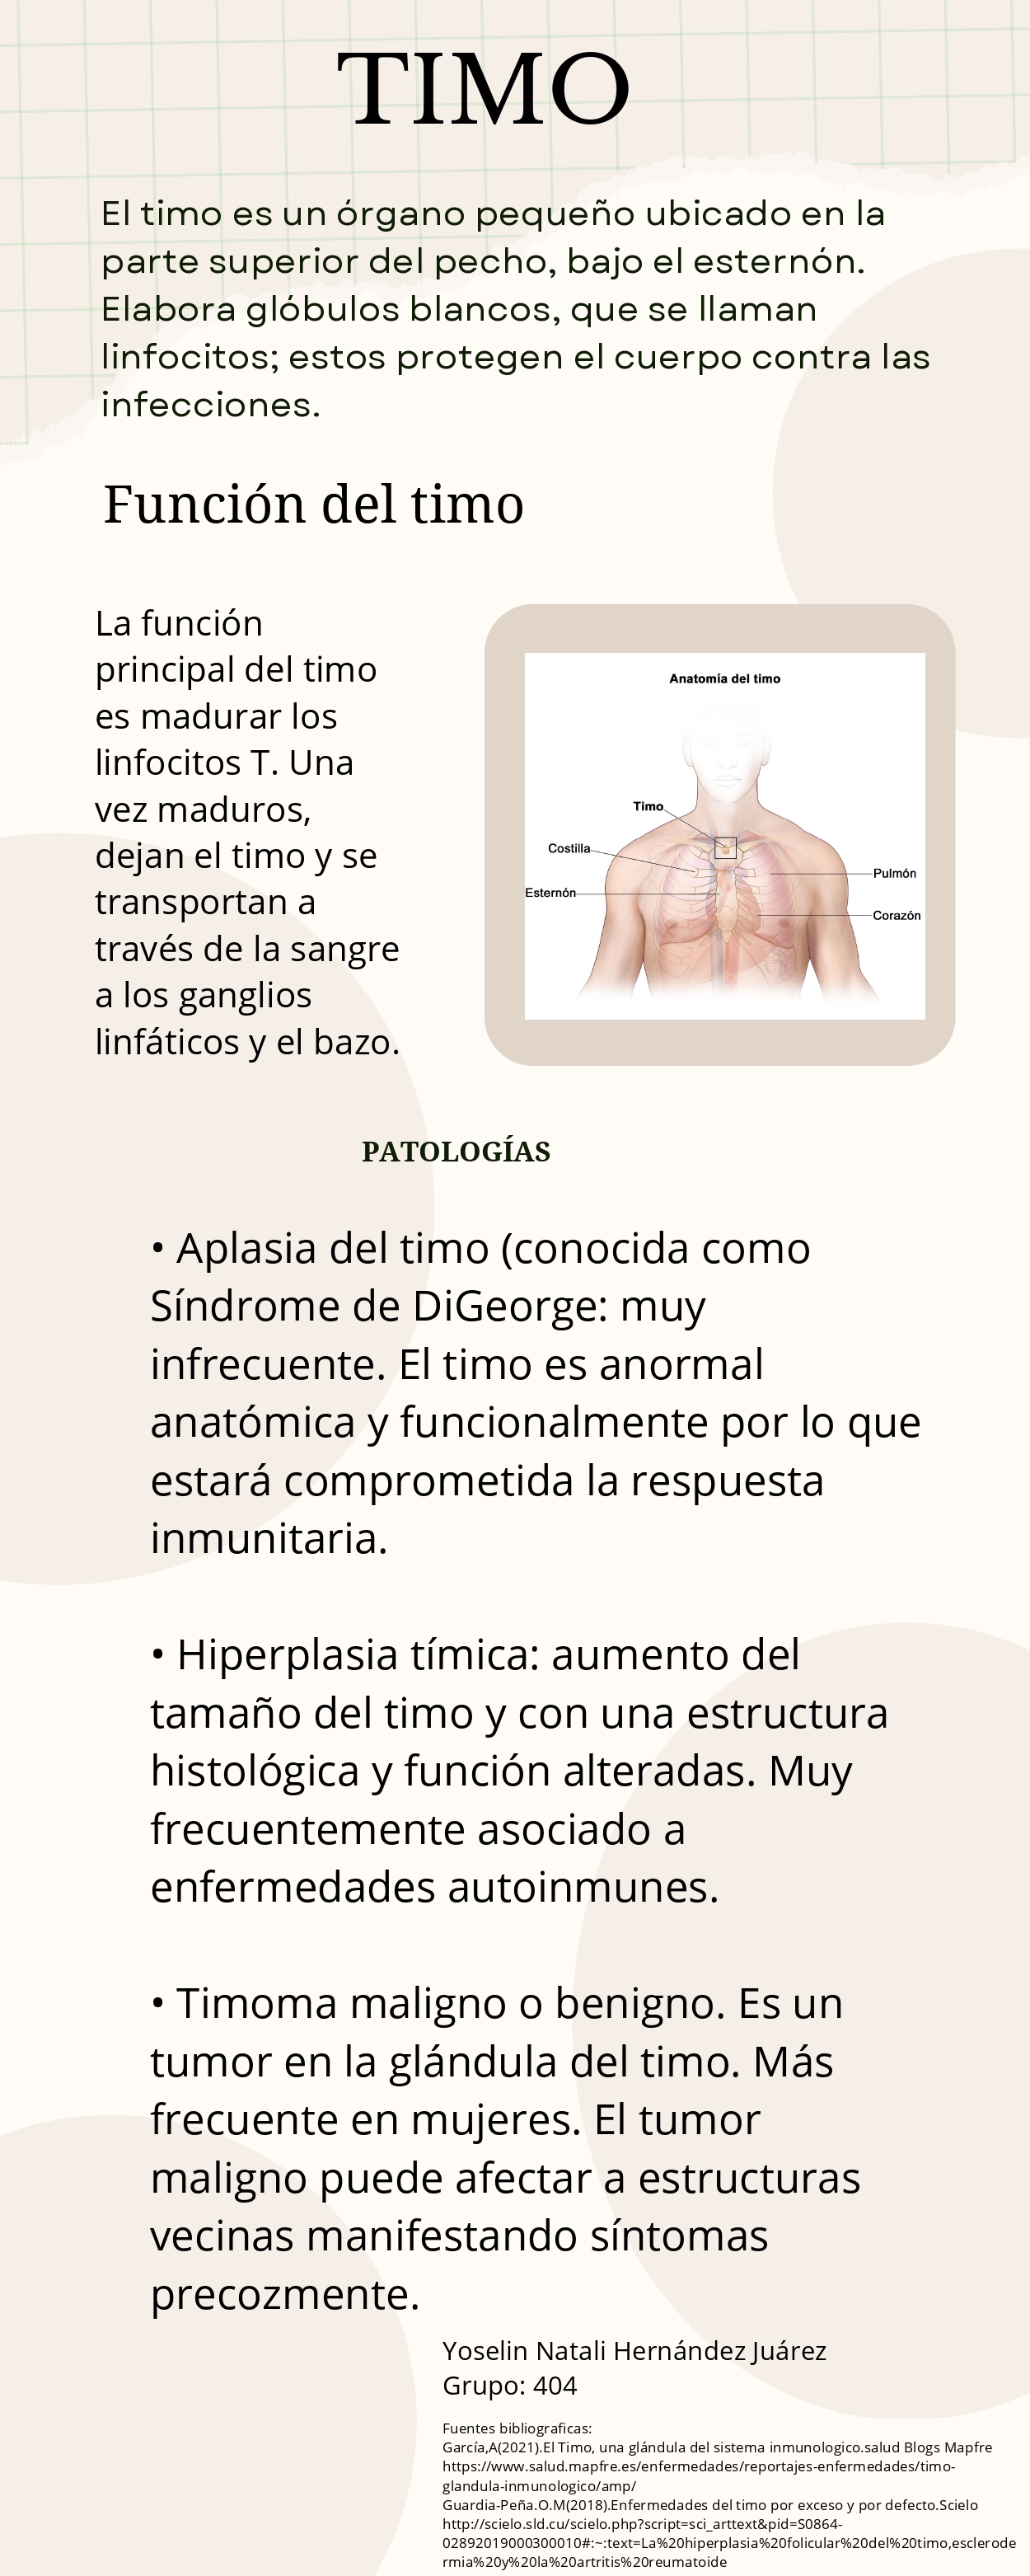 TIMO
El timo es un órgano pequeño ubicado en la
parte superior del pecho, bajo el esternón.
Elabora glóbulos blancos, que se llaman
linfocitos; estos protegen el cuerpo contra las
infecciones.
Función del timo
La función
principal del timo
es madurar los
linfocitos T. Una
vez maduros,
dejan el timo y se
transportan a
través de la sangre
a los ganglios
linfáticos y el bazo.
Anatomía del timo
Timo
Costilla
Esternón
Pulmón
Corazón
PATOLOGÍAS
• Aplasia del timo (conocida como
Síndrome de DiGeorge: muy
infrecuente. El timo es anormal
anatómica y funcionalmente por lo que
estará comprometida la respuesta
inmunitaria.
• Hiperplasia tímica: aumento del
tamaño del timo y con una estructura
histológica y función alteradas. Muy
frecuentemente asociado a
enfermedades autoinmunes.
• Timoma maligno o benigno. Es un
tumor en la glándula del timo. Más
frecuente en mujeres. El tumor
maligno puede afectar a estructuras
vecinas manifestando síntomas
precozmente.
Yoselin Natali Hernández Juárez
Grupo: 404
Fuentes bibliograficas:
García,A(2021).El Timo, una glándula del sistema inmunologico.salud Blogs Mapfre
https://www.salud.mapfre.es/enfermedades/reportajes-enfermedades/timo-
glandula-inmunologico/amp/
Guardia-Peña.O.M(2018).Enfermedades del timo por exceso y por defecto.Scielo
http://scielo.sld.cu/scielo.php?script=sci_arttext&pid=S0864-
02892019000300010#:~:text=La%20hiperplasia%20folicular%20del%20timo,esclerode
rmia%20y%20la%20artritis%20reumatoide